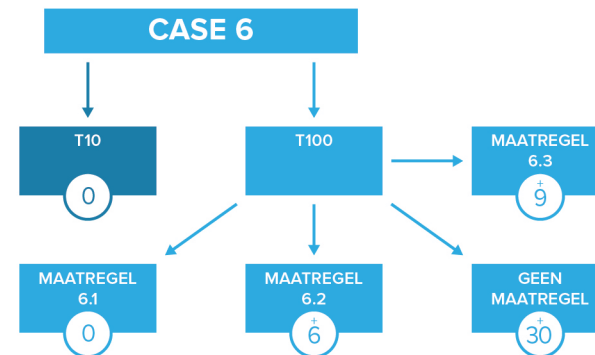 CASE 6
T10
0
T100
MAATREGEL
6.3
+
9
MAATREGEL
6.1
0
MAATREGEL
6.2
+
6
GEEN
MAATREGEL
+
30